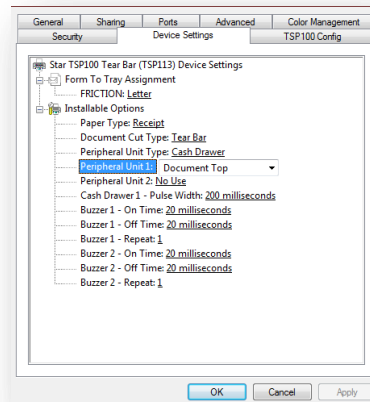 General Sharing Ports Advanced Color Management
Security Device Settings TSP100 Config
Star TSP100 Tear Bar (TSP113) Device Settings
Form To Tray Assignment
FRICTION: Letter
Installable Options
Paper Type: Receipt
Document Cut Type: Tear Bar
Peripheral Unit Type: Cash Drawer
Peripheral Unit 1: Document Top
Peripheral Unit 2: No Use
Cash Drawer 1 - Pulse Width: 200 milliseconds
Buzzer 1 - On Time: 20 milliseconds
Buzzer 1 - Off Time: 20 milliseconds
Buzzer 1 - Repeat: 1
Buzzer 2 - On Time: 20 milliseconds
Buzzer 2 - Off Time: 20 milliseconds
Buzzer 2 - Repeat: 1
OK Cancel Apply